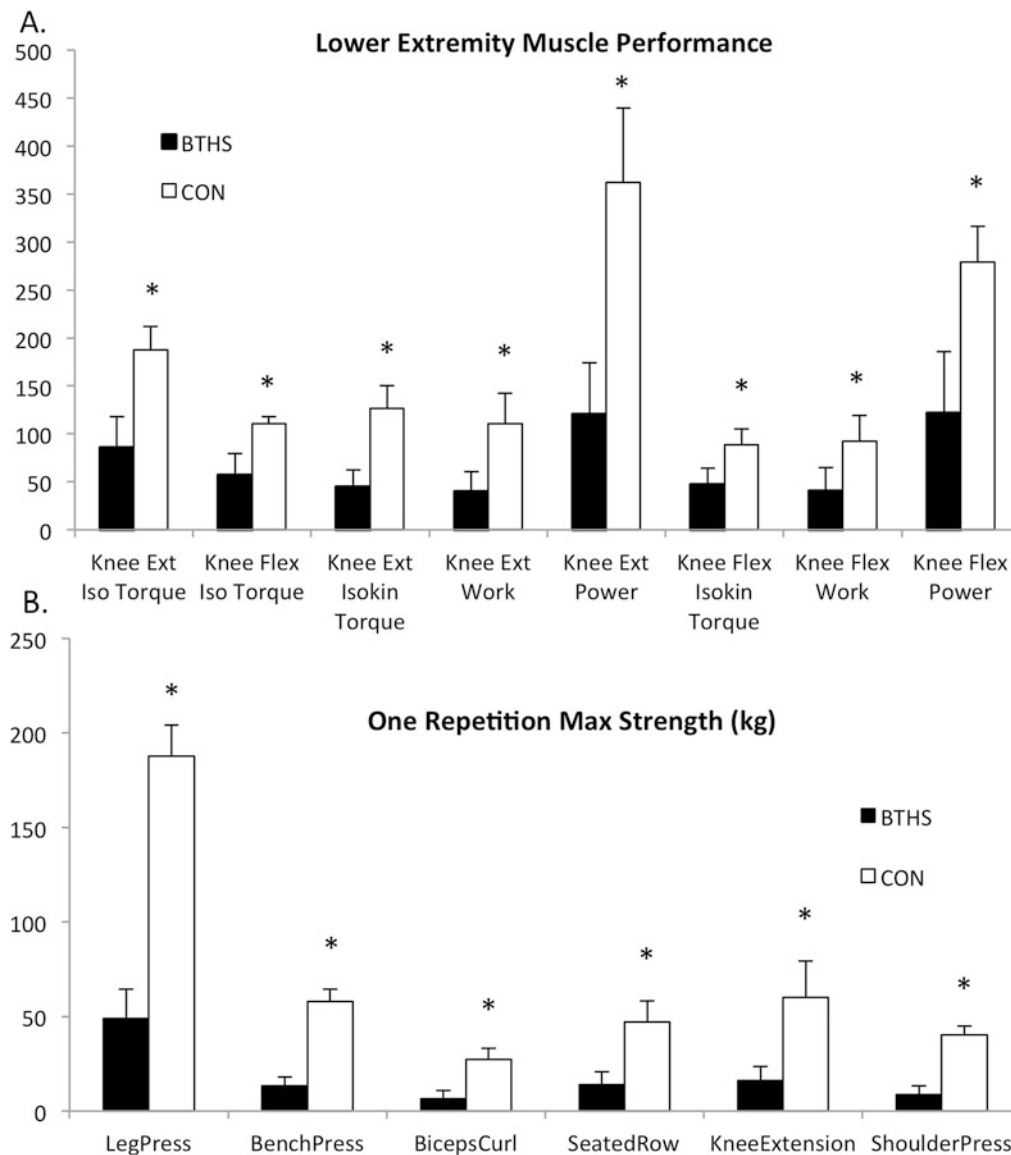 A.
Lower Extremity Muscle Performance
500
450
400
350
300
250
200
150
100
50
0
BTHS
CON
*
*
*
*
*
*
*
*
Knee Ext Knee Flex Knee Ext Knee Ext Knee Ext Knee Flex Knee Flex Knee Flex
Iso Torque Iso Torque Isokin Work Power Isokin Work Power
Torque Torque
B.
One Repetition Max Strength (kg)
250
200
150
100
50
0
BTHS
CON
*
*
*
*
*
*
LegPress BenchPress BicepsCurl SeatedRow KneeExtension ShoulderPress